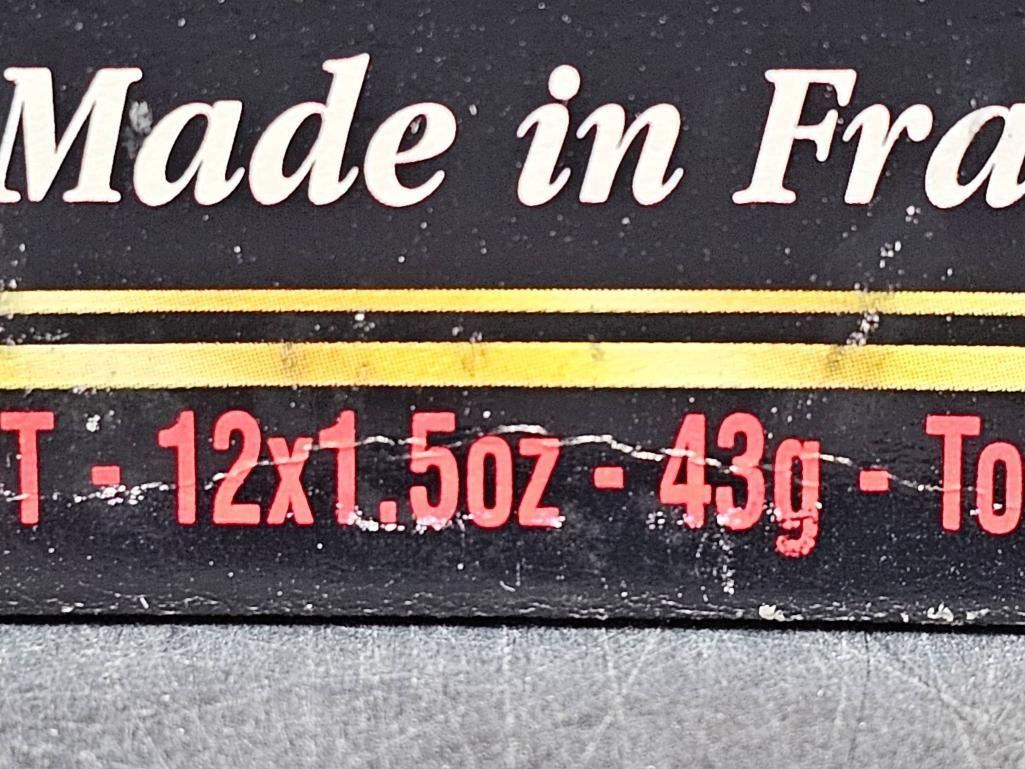 Made in Fra
T - 12x1.5oz - 43g - To